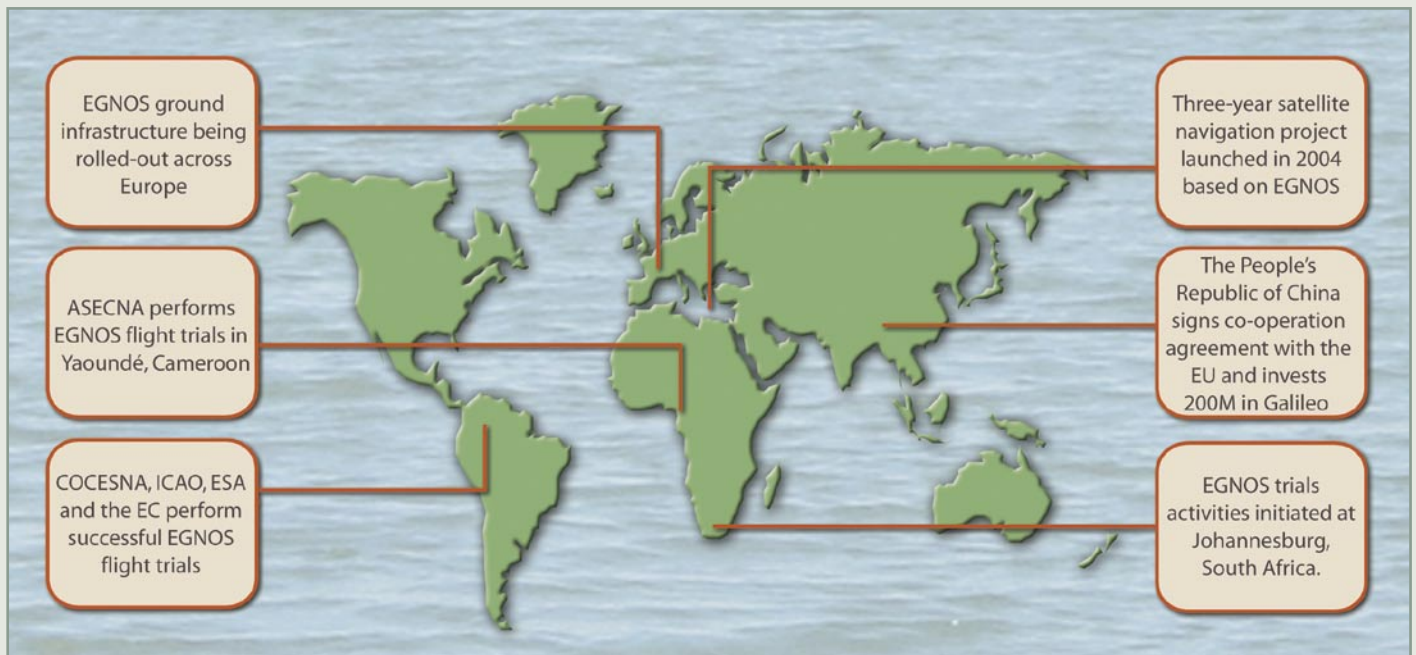 EGNOS ground
infrastructure being
rolled-out across
Europe
ASECNA performs
EGNOS flight trials in
Yaoundé, Cameroon
COCESNA, ICAO, ESA
and the EC perform
successful EGNOS
flight trials
Three-year satellite
navigation project
launched in 2004
based on EGNOS
The People's
Republic of China
signs co-operation
agreement with the
EU and invests
200M in Galileo
EGNOS trials
activities initiated at
Johannesburg,
South Africa.